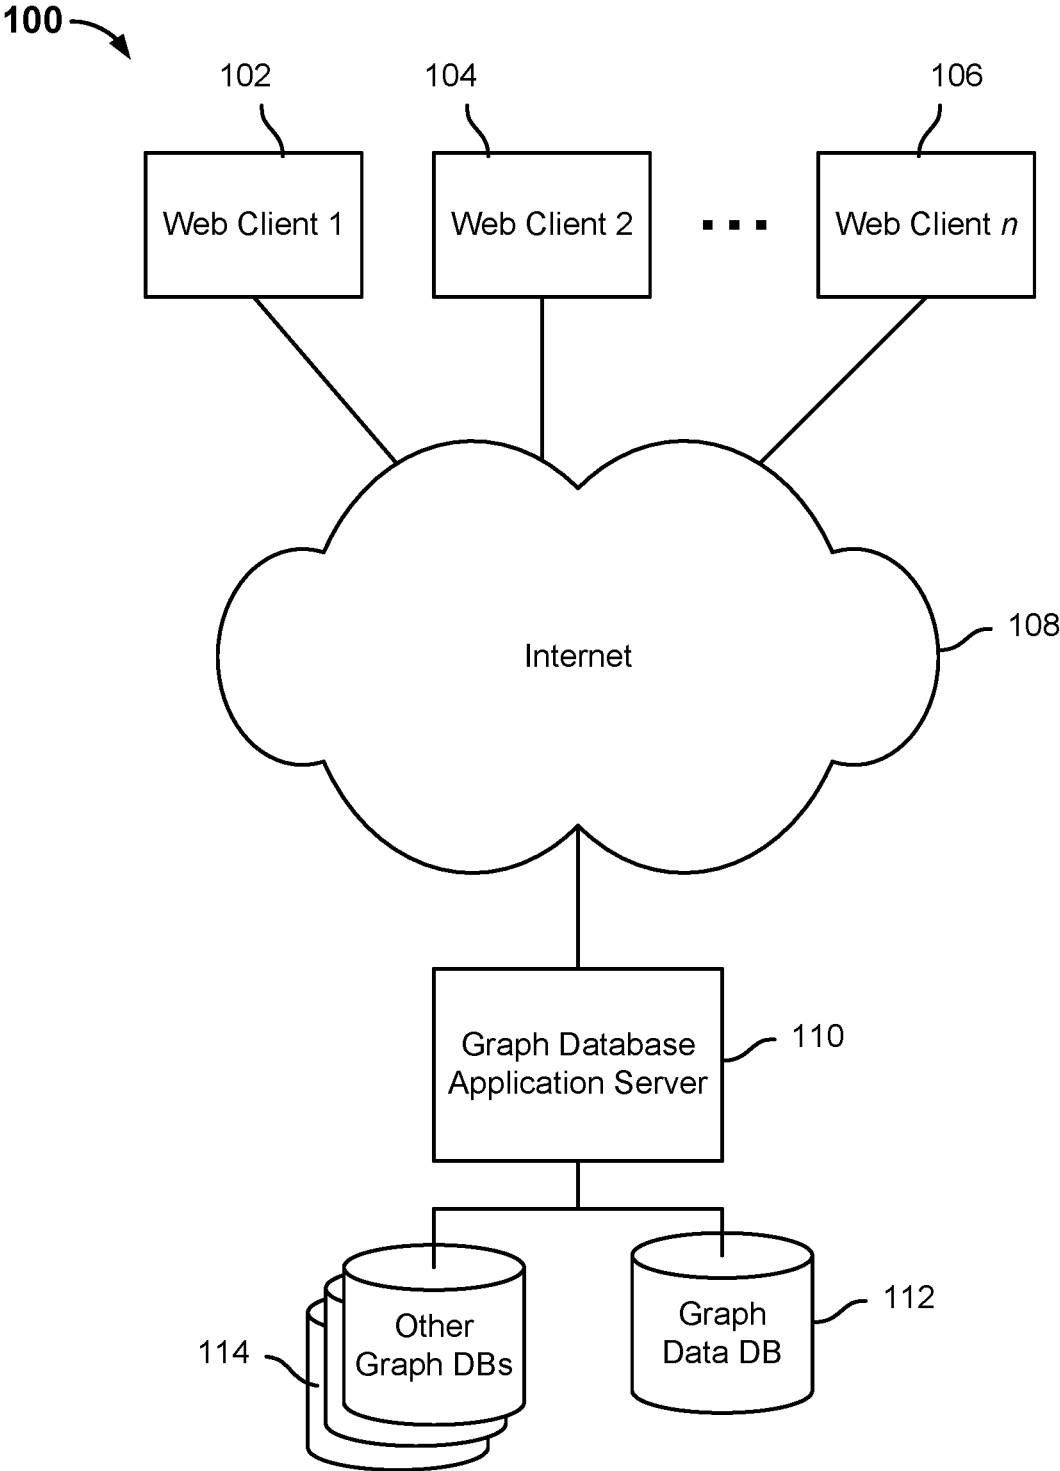 100
102
104
106
Web Client 1
Web Client 2
Web Client n
Internet
108
Graph Database
Application Server
110
Other
Graph DBs
114
Graph
Data DB
112